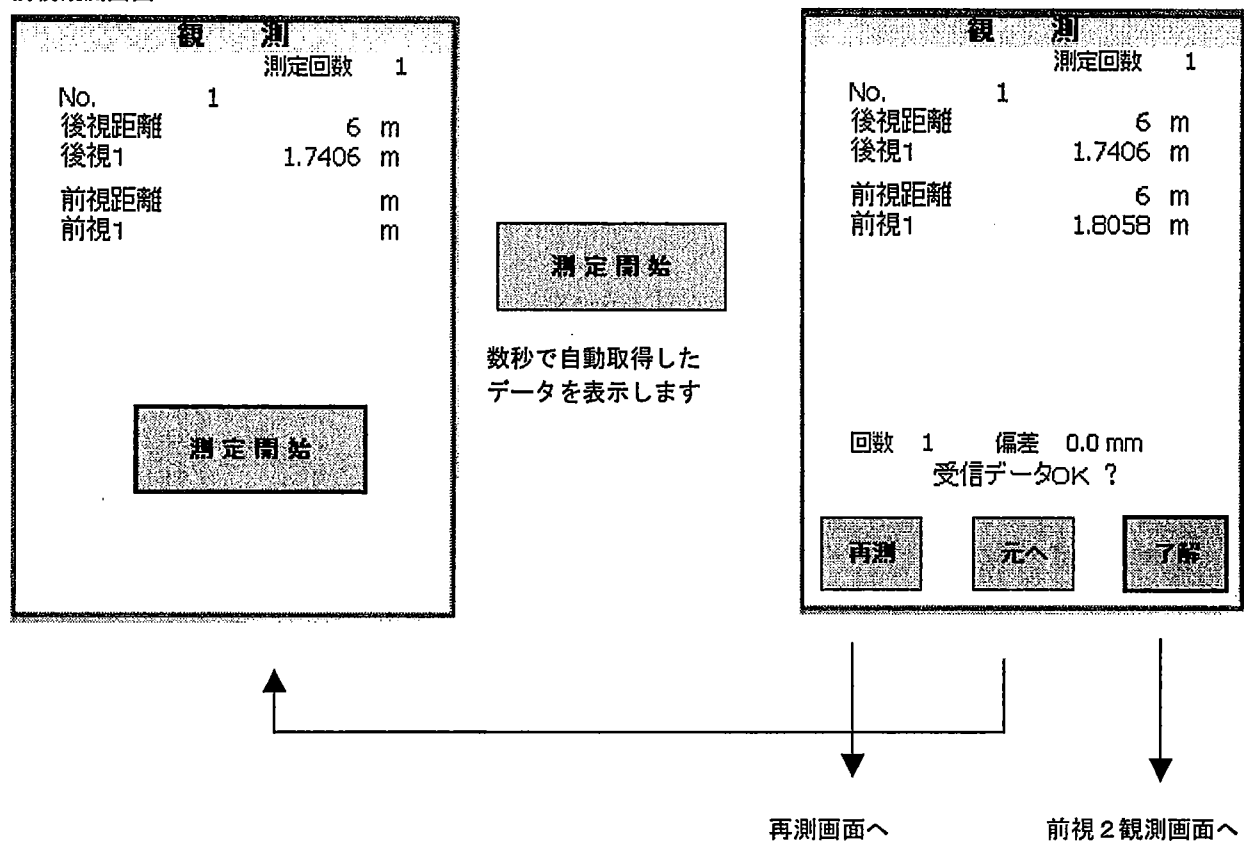 観 測
測定回数 1
No. 1
後視距離 6 m
後視1 1.7406 m
前視距離 m
前視1 m
測定開始
測定開始
数秒で自動取得した
データを表示します
観 測
測定回数 1
No. 1
後視距離 6 m
後視1 1.7406 m
前視距離 6 m
前視1 1.8058 m
回数 1 偏差 0.0 mm
受信データOK ?
再測 元へ 了解
再測画面へ 前視2観測画面へ